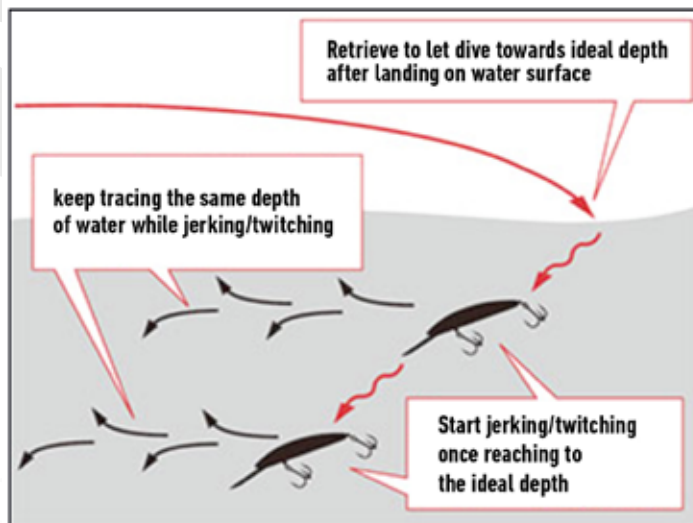 Retrieve to let dive towards ideal depth
after landing on water surface
keep tracing the same depth
of water while jerking/twitching
Start jerking/twitching
once reaching to
the ideal depth